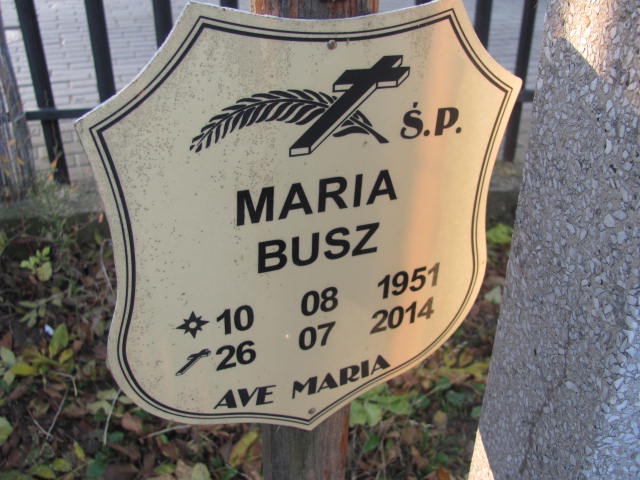 Ś.P.
MARIA
BUSZ
10 08 1951
26 07 2014
AVE MARIA